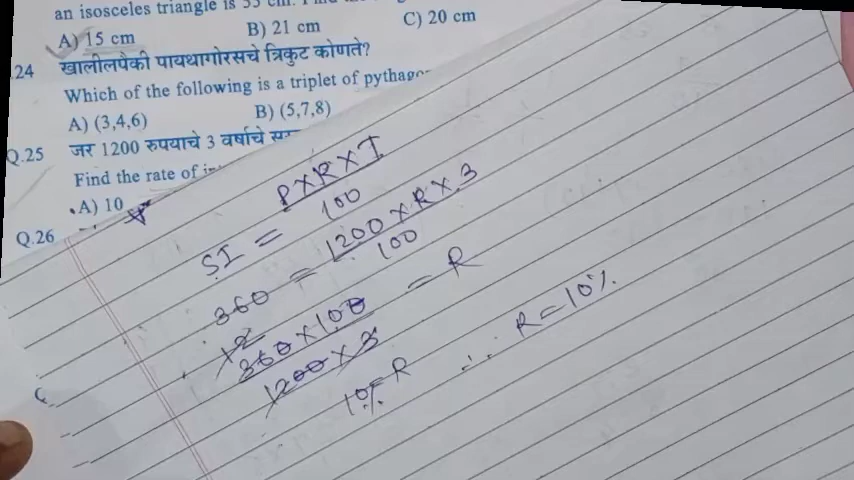 an isosceles triangle is 55 cm.
A) 15 cm B) 21 cm C) 20 cm
.24 खालीलपैकी पायथागोरसचे त्रिकुट कोणते?
Which of the following is a triplet of pythago
A) (3,4,6) B) (5,7,8)
Q.25 जर 1200 रुपयाचे 3 वर्षाचे
Find the rate of
A) 10
Q.26
SI = P×R×T / 100
360 = 1200×R×3 / 100
12
360×100 / 1200×3 = R
10% = R ∴ R=10%